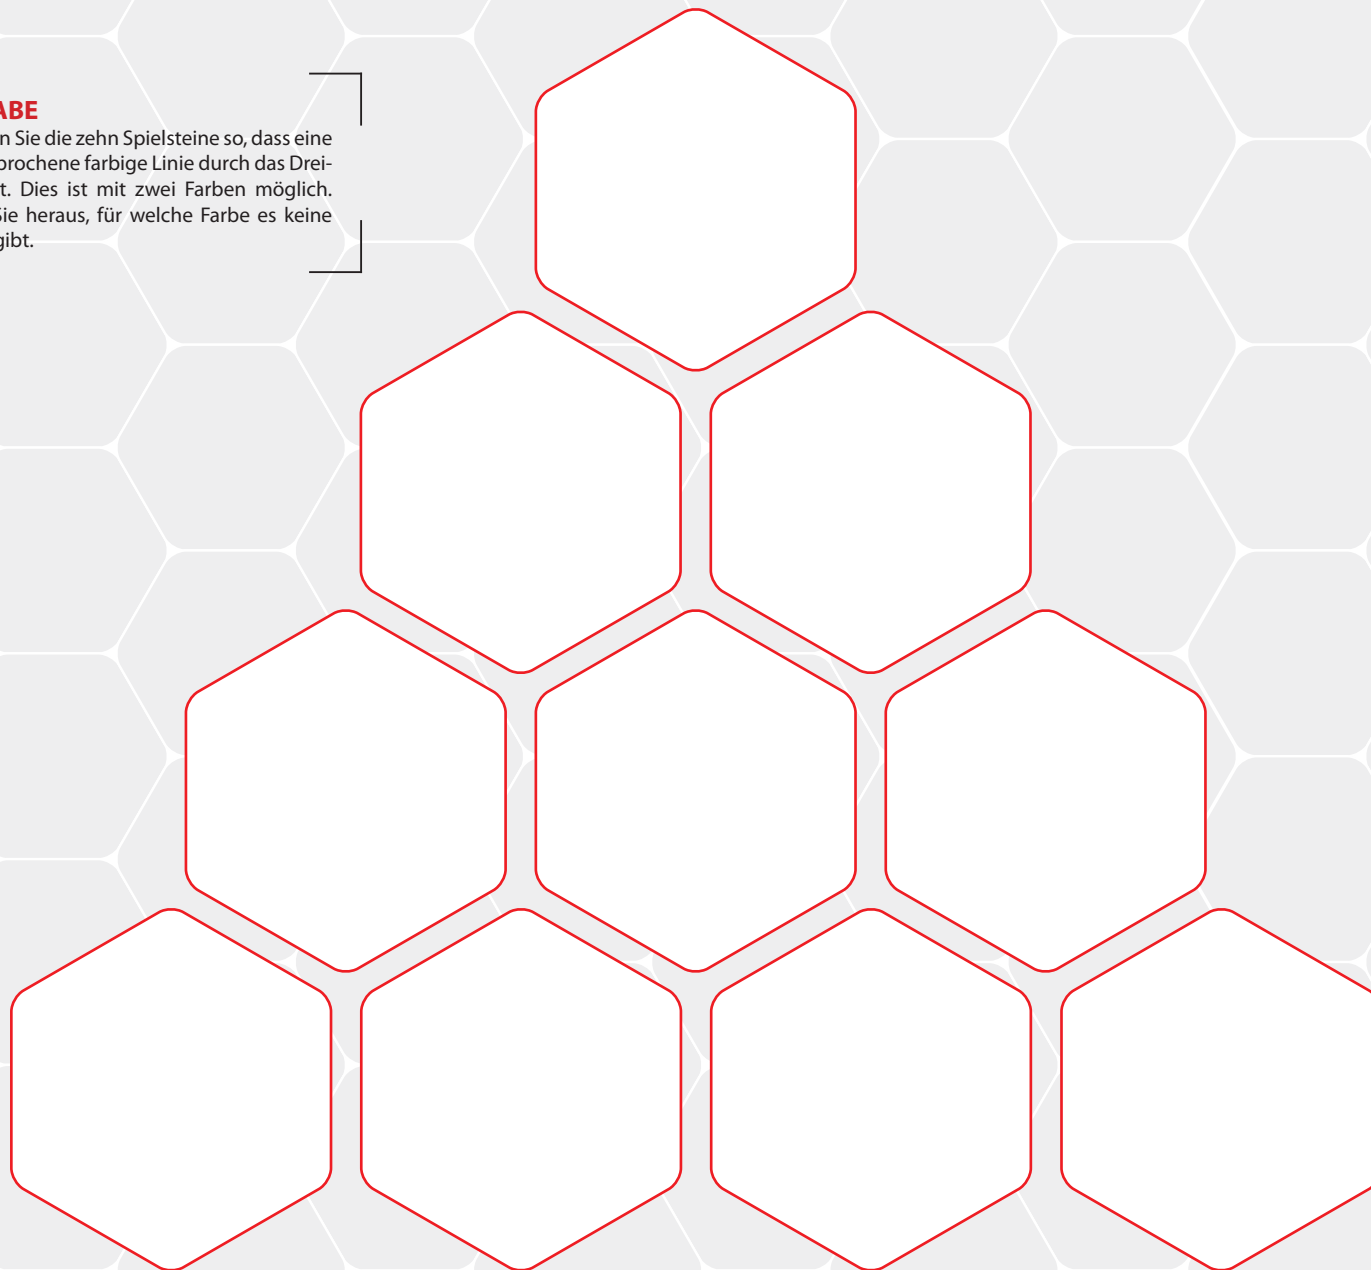 ABE
n Sie die zehn Spielsteine so, dass eine
prochene farbige Linie durch das Drei-
t. Dies ist mit zwei Farben möglich.
Sie heraus, für welche Farbe es keine
gibt.